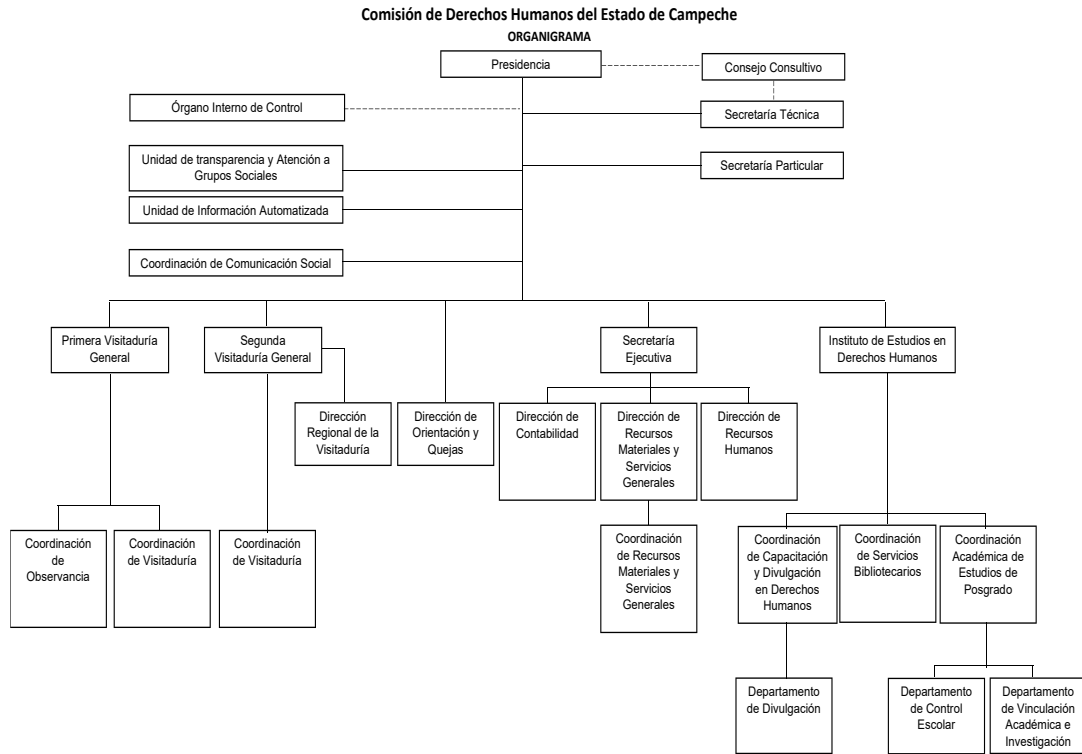 Comisión de Derechos Humanos del Estado de Campeche
ORGANIGRAMA
Presidencia
Consejo Consultivo
Órgano Interno de Control
Secretaría Técnica
Unidad de transparencia y Atención a
Grupos Sociales
Secretaría Particular
Unidad de Información Automatizada
Coordinación de Comunicación Social
Primera Visitaduría
General
Segunda
Visitaduría General
Secretaría
Ejecutiva
Instituto de Estudios en
Derechos Humanos
Dirección
Regional de la
Visitaduría
Dirección de
Orientación y
Quejas
Dirección de
Contabilidad
Dirección de
Recursos
Materiales y
Servicios
Generales
Dirección de
Recursos
Humanos
Coordinación
de
Observancia
Coordinación
de Visitaduría
Coordinación
de Visitaduría
Coordinación
de Recursos
Materiales y
Servicios
Generales
Coordinación
de Capacitación
y Divulgación
en Derechos
Humanos
Coordinación
de Servicios
Bibliotecarios
Coordinación
Académica de
Estudios de
Posgrado
Departamento
de Divulgación
Departamento
de Control
Escolar
Departamento
de Vinculación
Académica e
Investigación